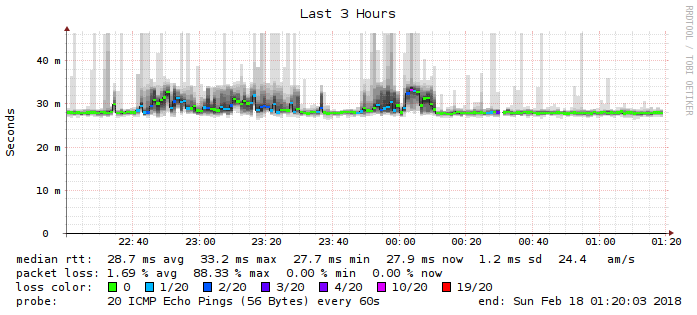 Last 3 Hours
RRDTOOL / TOBI OETIKER
Seconds
40 m
30 m
20 m
10 m
0
22:40 23:00 23:20 23:40 00:00 00:20 00:40 01:00 01:20
median rtt: 28.7 ms avg 33.2 ms max 27.7 ms min 27.9 ms now 1.2 ms sd 24.4 am/s
packet loss: 1.69 % avg 88.33 % max 0.00 % min 0.00 % now
loss color: 0 1/20 2/20 3/20 4/20 10/20 19/20
probe: 20 ICMP Echo Pings (56 Bytes) every 60s end: Sun Feb 18 01:20:03 2018